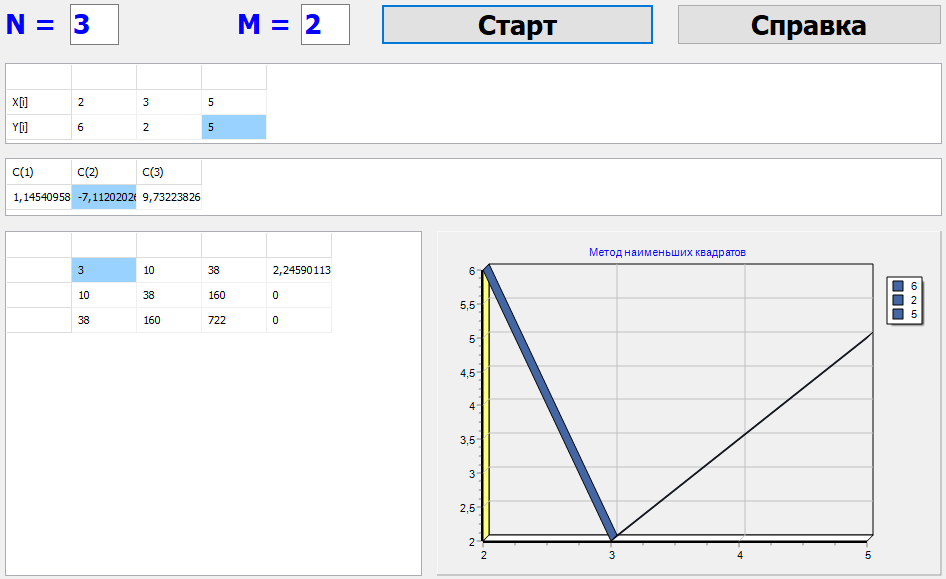 N = 3 M = 2 Старт Справка
X[i] 2 3 5
Y[i] 6 2 5
C(1) C(2) C(3)
1,14540958 -7,11202026 9,73223826
3 10 38 2,24590113
10 38 160 0
38 160 722 0
Метод наименьших квадратов
6
5,5
5
4,5
4
3,5
3
2,5
2
2 3 4 5
6
2
5